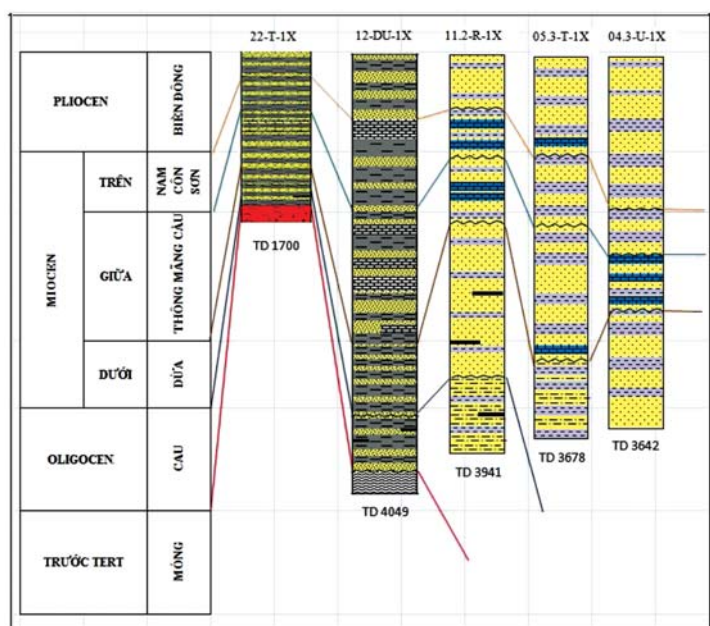 22-T-1X 12-DU-1X 11.2-R-1X 05.3-T-1X 04.3-U-1X
PLIOCEN
BIỂN ĐÔNG
MIOCEN
TRÊN
NAM
CÔN
SƠN
GIỮA
THÔNG MÃNG CẦU
DƯỚI
DỪA
OLIGOCEN
CAU
TRƯỚC TERT
MÓNG
TD 1700
TD 4049
TD 3941
TD 3678
TD 3642